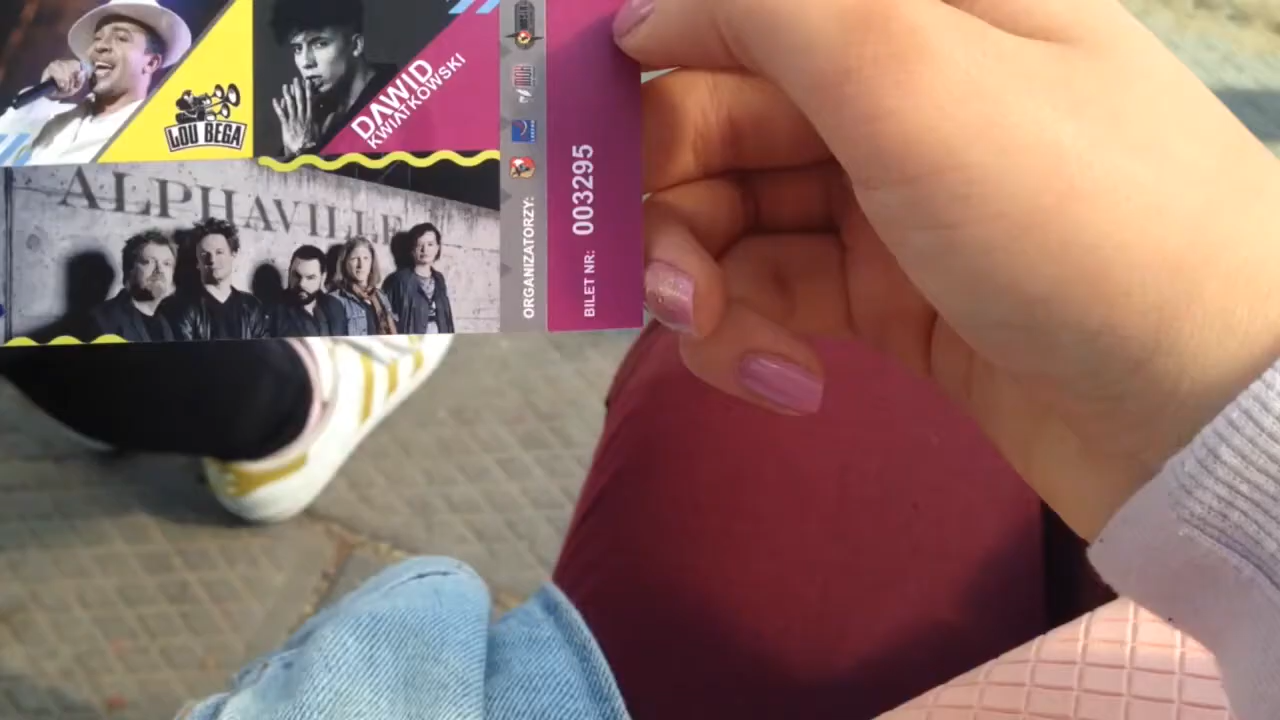 LOU BEGA
DAWID
KWIATKOWSKI
ALPHAVILLE
ORGANIZATORZY:
BILET NR: 003295